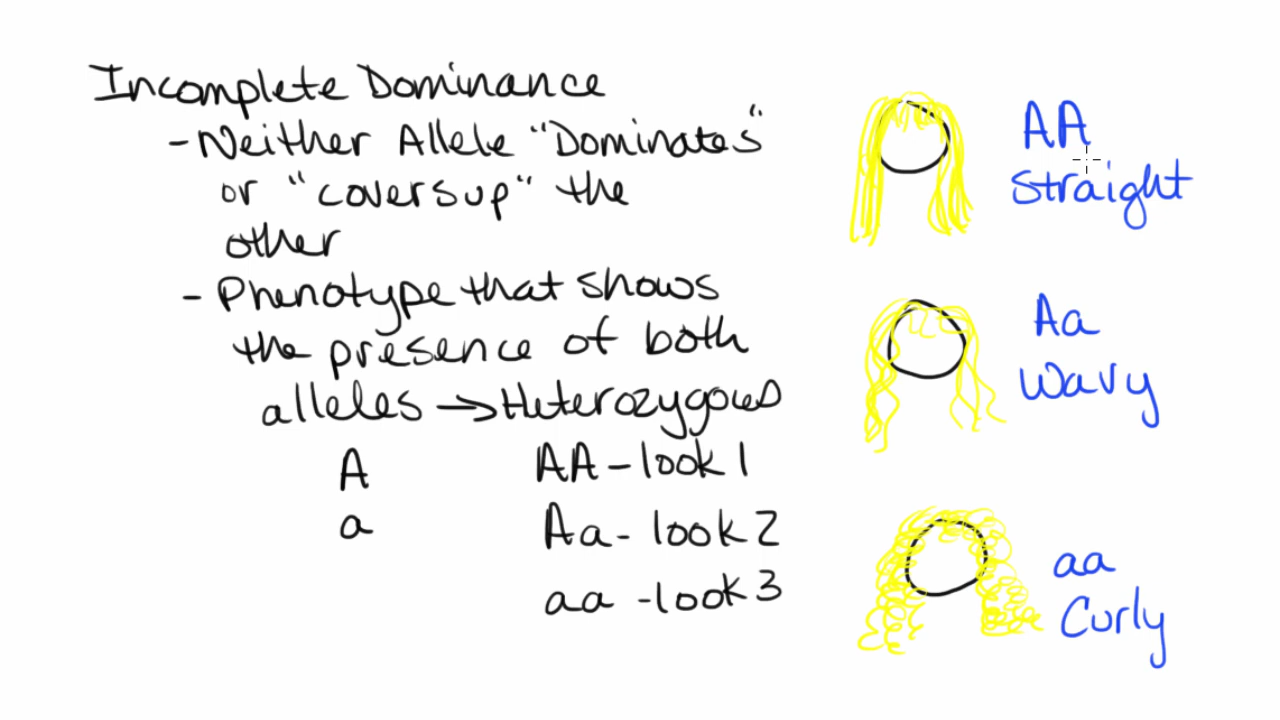 Incomplete Dominance
- Neither Allele "Dominates"
or "covers up" the
other
- Phenotype that shows
the presence of both
alleles → Heterozygous
A
a
AA - look 1
Aa - look 2
aa - look 3
AA
straight
Aa
Wavy
aa
Curly